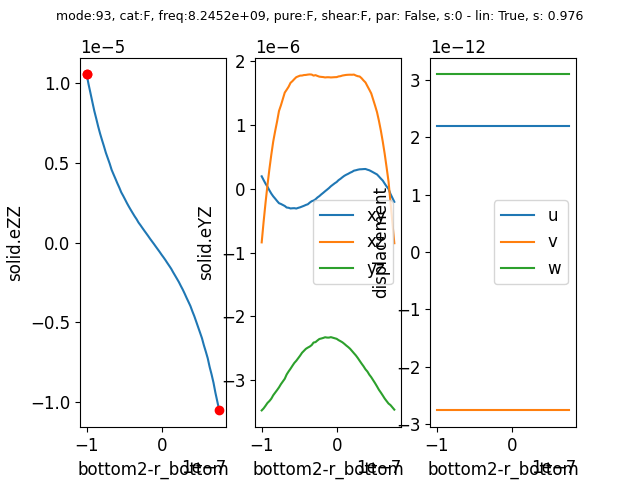 mode:93, cat:F, freq:8.2452e+09, pure:F, shear:F, par: False, s:0 - lin: True, s: 0.976
1e−5
1.0
0.5
0.0
−0.5
−1.0
solid.eZZ
−1
0
1e−7
bottom2-r_bottom
1e−6
2
1
0
−1
−2
−3
solid.eYZ
xy
xz
yz
−1
0
1e−7
bottom2-r_bottom
1e−12
3
2
1
0
−1
−2
−3
displacement
u
v
w
−1
0
1e−7
bottom2-r_bottom